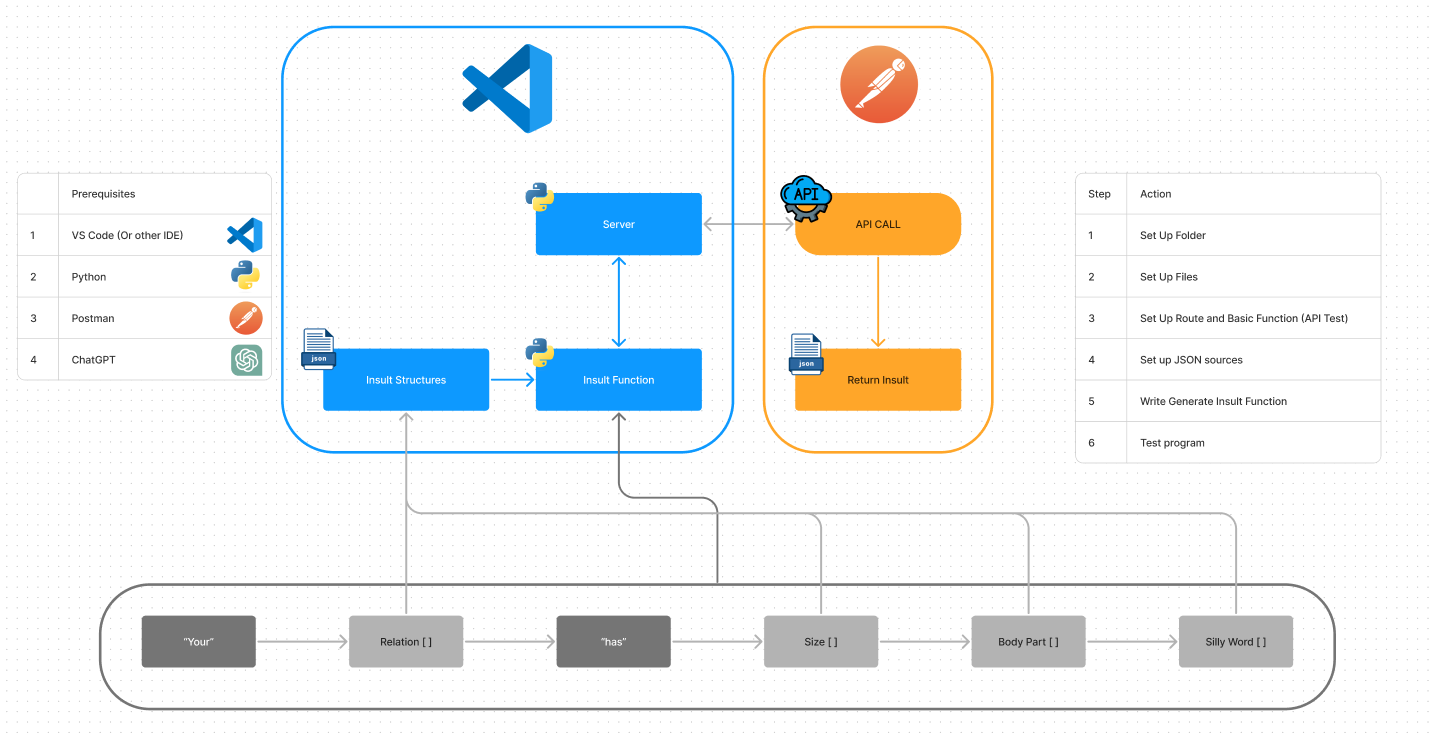 Prerequisites
1 VS Code (Or other IDE)
2 Python
3 Postman
4 ChatGPT
Server
json
Insult Structures
Insult Function
API
API CALL
json
Return Insult
Step Action
1 Set Up Folder
2 Set Up Files
3 Set Up Route and Basic Function (API Test)
4 Set up JSON sources
5 Write Generate Insult Function
6 Test program
"Your"
Relation [ ]
"has"
Size [ ]
Body Part [ ]
Silly Word [ ]